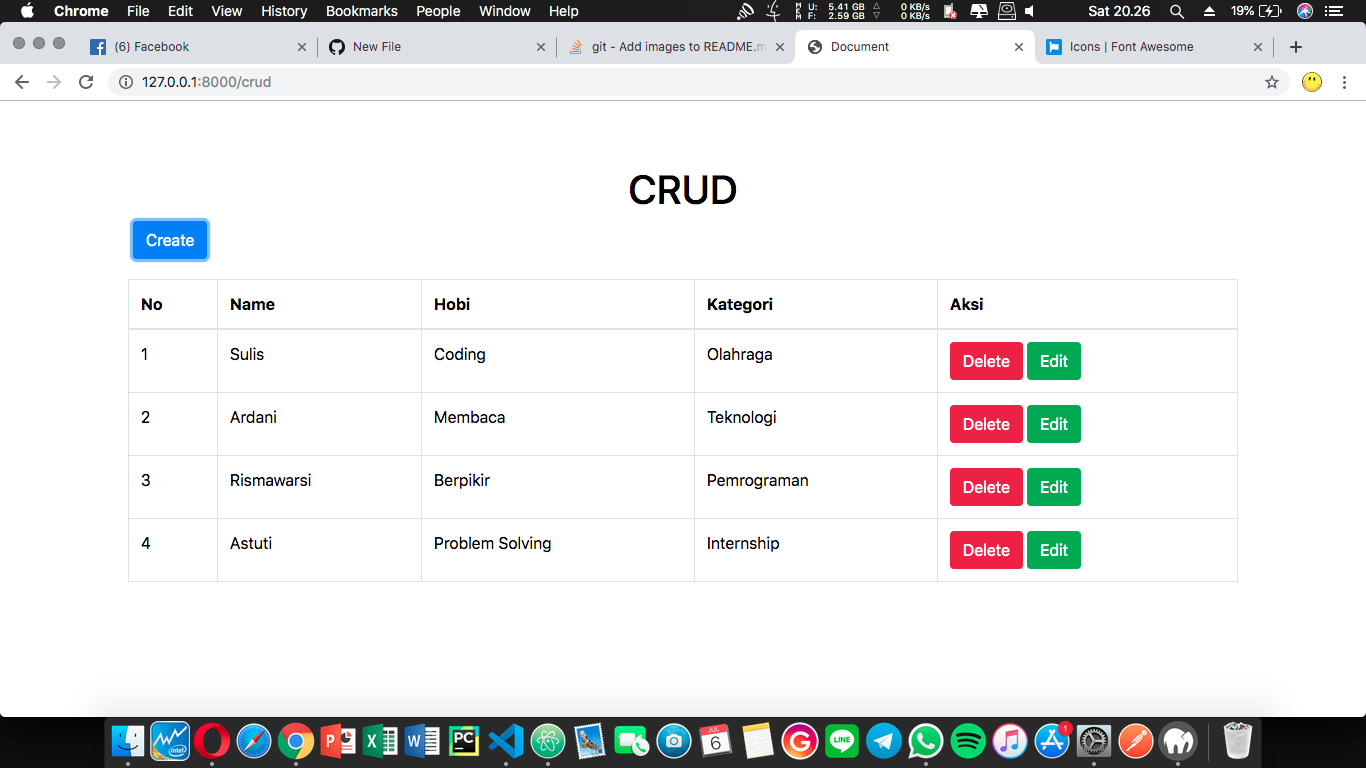 Chrome File Edit View History Bookmarks People Window Help U: 5.41 GB 0 KB/s F: 2.59 GB 0 KB/s Sat 20.26 19%
(6) Facebook New File git - Add images to README.m Document Icons | Font Awesome
127.0.0.1:8000/crud
CRUD
Create
No Name Hobi Kategori Aksi
1 Sulis Coding Olahraga Delete Edit
2 Ardani Membaca Teknologi Delete Edit
3 Rismawarsi Berpikir Pemrograman Delete Edit
4 Astuti Problem Solving Internship Delete Edit
intel P X W PC JUL 6 G LINE 1